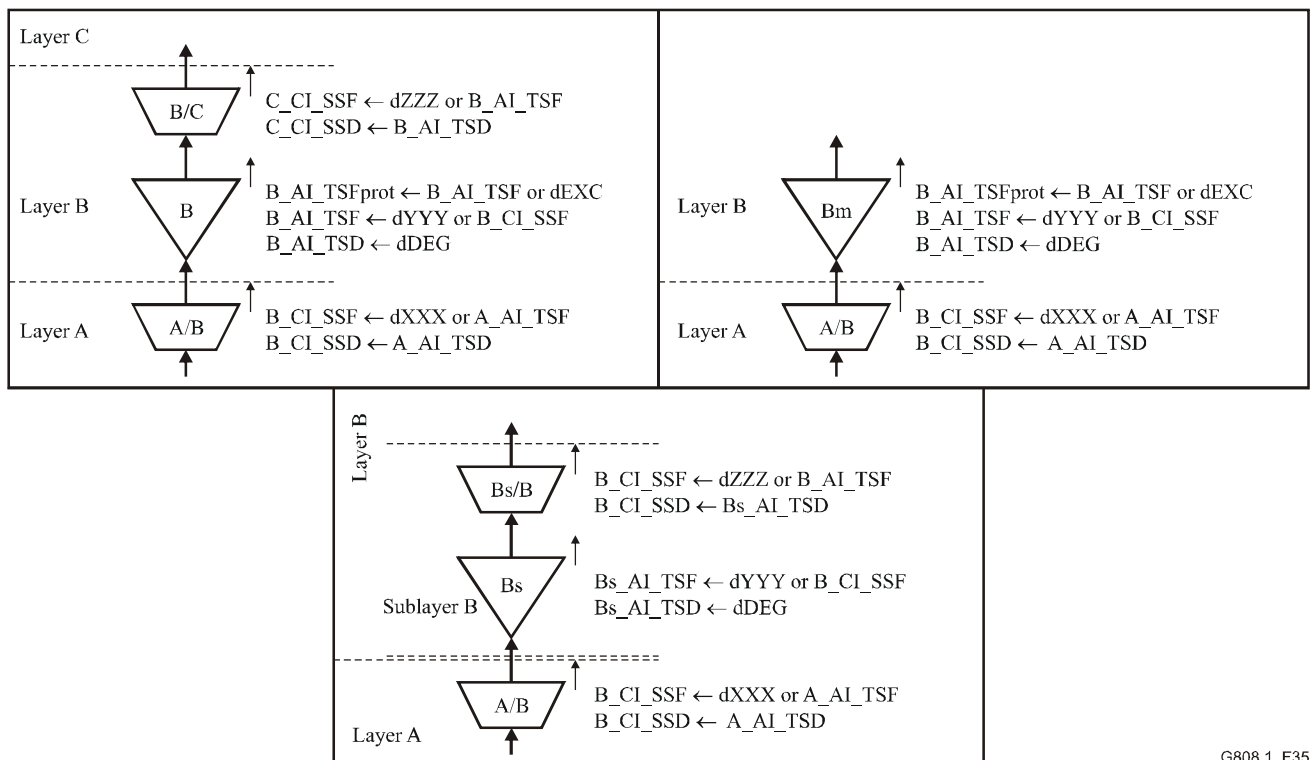 Layer C
B/C
C_CI_SSF ← dZZZ or B_AI_TSF
C_CI_SSD ← B_AI_TSD
Layer B
B
B_AI_TSFprot ← B_AI_TSF or dEXC
B_AI_TSF ← dYYY or B_CI_SSF
B_AI_TSD ← dDEG
Layer A
A/B
B_CI_SSF ← dXXX or A_AI_TSF
B_CI_SSD ← A_AI_TSD
Layer B
Bm
B_AI_TSFprot ← B_AI_TSF or dEXC
B_AI_TSF ← dYYY or B_CI_SSF
B_AI_TSD ← dDEG
Layer A
A/B
B_CI_SSF ← dXXX or A_AI_TSF
B_CI_SSD ← A_AI_TSD
Layer B
Bs/B
B_CI_SSF ← dZZZ or B_AI_TSF
B_CI_SSD ← Bs_AI_TSD
Sublayer B
Bs
Bs_AI_TSF ← dYYY or B_CI_SSF
Bs_AI_TSD ← dDEG
Layer A
A/B
B_CI_SSF ← dXXX or A_AI_TSF
B_CI_SSD ← A_AI_TSD
G808.1_F35